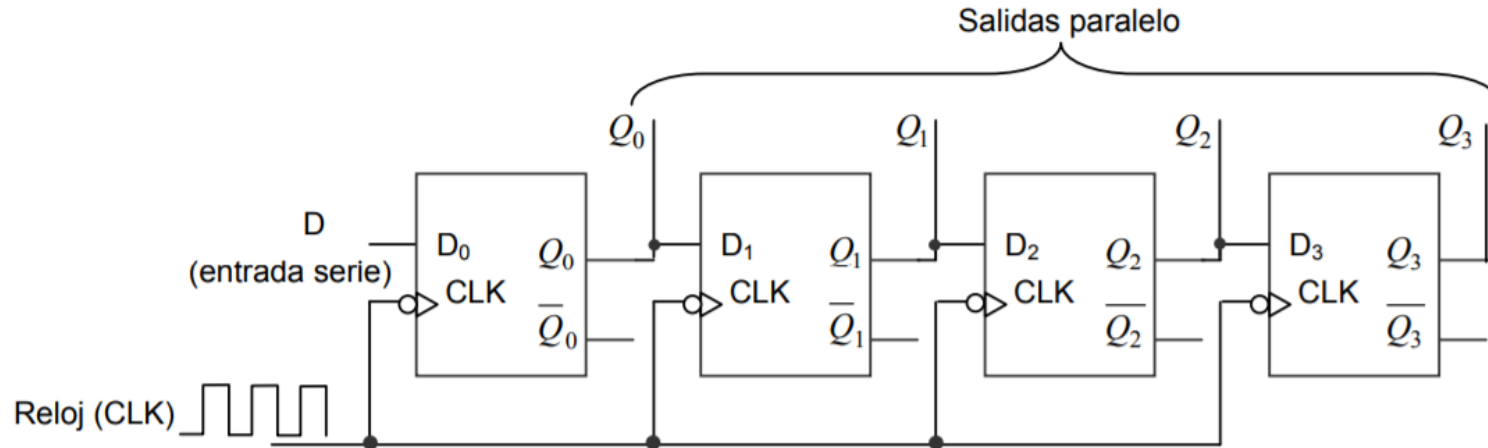 Salidas paralelo
Q₀ Q₁ Q₂ Q₃
D
(entrada serie)
D₀ Q₀ D₁ Q₁ D₂ Q₂ D₃ Q₃
CLK CLK CLK CLK
Q̅₀ Q̅₁ Q̅₂ Q̅₃
Reloj (CLK)